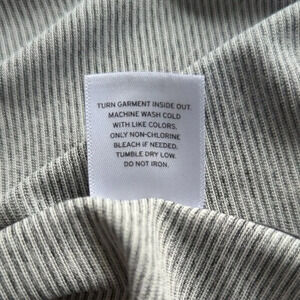 TURN GARMENT INSIDE OUT.
MACHINE WASH COLD
WITH LIKE COLORS.
ONLY NON-CHLORINE
BLEACH IF NEEDED.
TUMBLE DRY LOW.
DO NOT IRON.